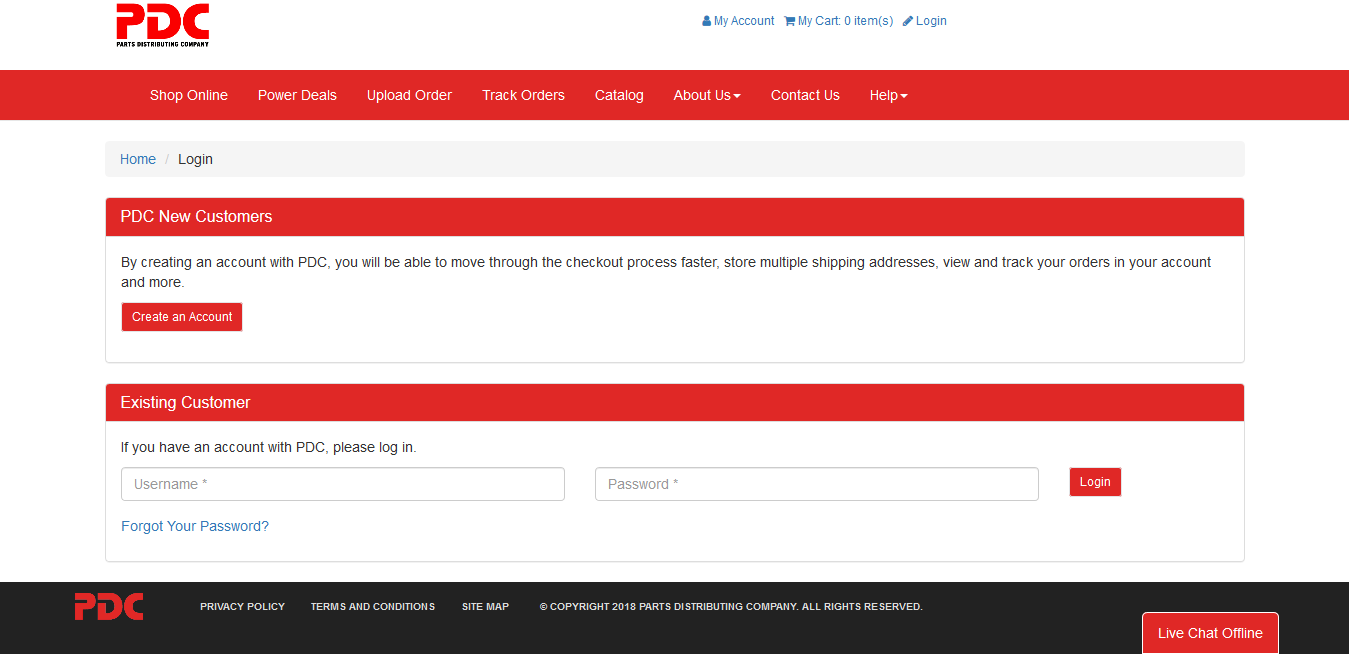 PDC
PARTS DISTRIBUTING COMPANY
My Account My Cart: 0 item(s) Login
Shop Online Power Deals Upload Order Track Orders Catalog About Us Contact Us Help
Home / Login
PDC New Customers
By creating an account with PDC, you will be able to move through the checkout process faster, store multiple shipping addresses, view and track your orders in your account
and more.
Create an Account
Existing Customer
If you have an account with PDC, please log in.
Username * Password * Login
Forgot Your Password?
PDC PRIVACY POLICY TERMS AND CONDITIONS SITE MAP © COPYRIGHT 2018 PARTS DISTRIBUTING COMPANY. ALL RIGHTS RESERVED.
Live Chat Offline